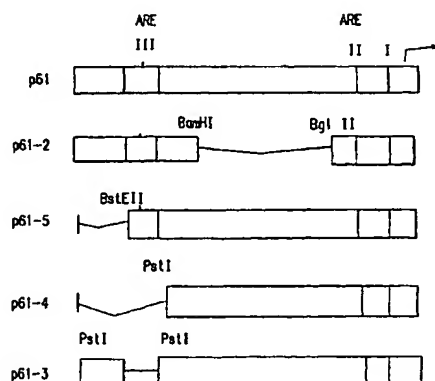 ARE ARE
III II I
p61
BamHI Bgl II
p61-2
BstEII
p61-5
PstI
p61-4
PstI PstI
p61-3